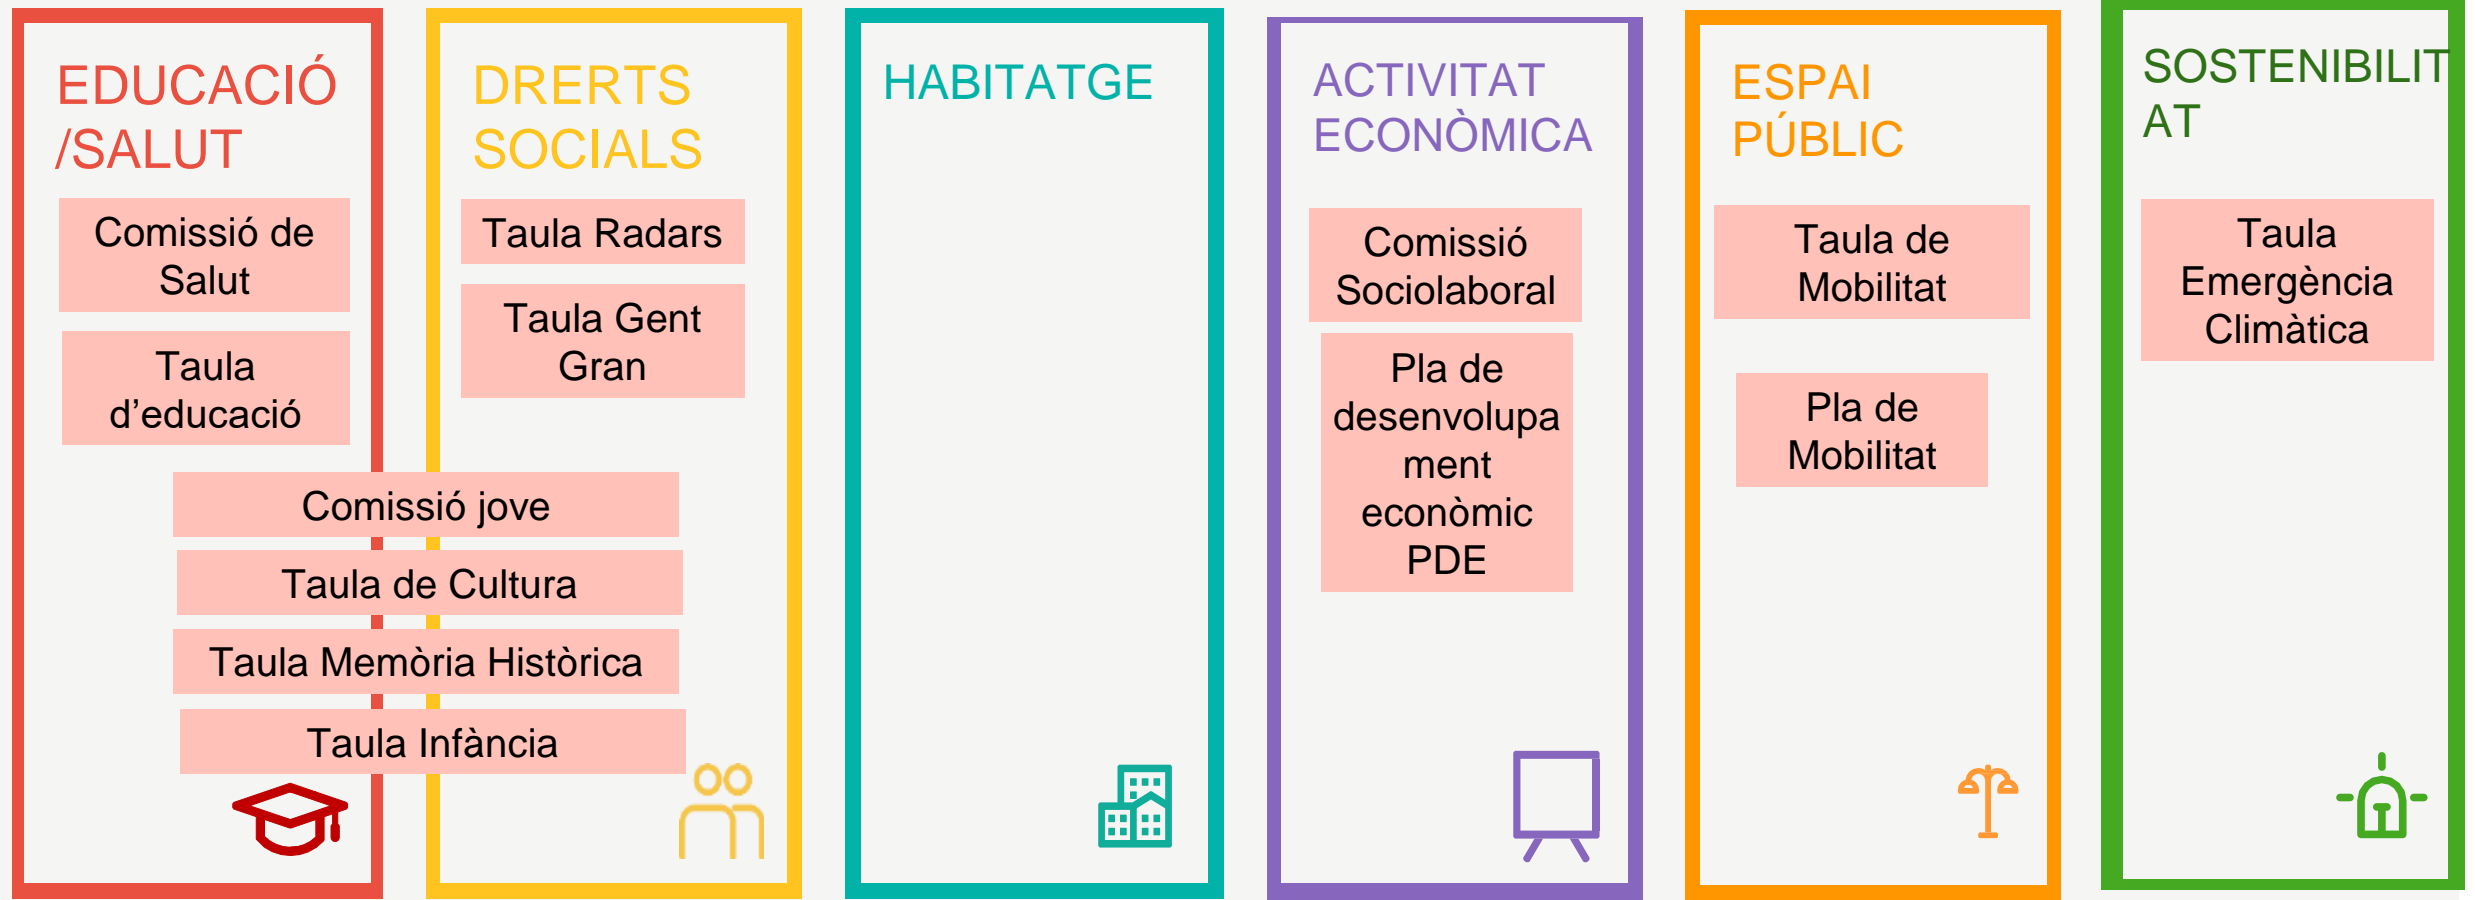 EDUCACIÓ
/SALUT
Comissió de
Salut
Taula
d’educació
DRERTS
SOCIALS
Taula Radars
Taula Gent
Gran
Comissió jove
Taula de Cultura
Taula Memòria Històrica
Taula Infància
HABITATGE
ACTIVITAT
ECONÒMICA
Comissió
Sociolaboral
Pla de
desenvolupa
ment
econòmic
PDE
ESPAI
PÚBLIC
Taula de
Mobilitat
Pla de
Mobilitat
SOSTENIBILIT
AT
Taula
Emergència
Climàtica